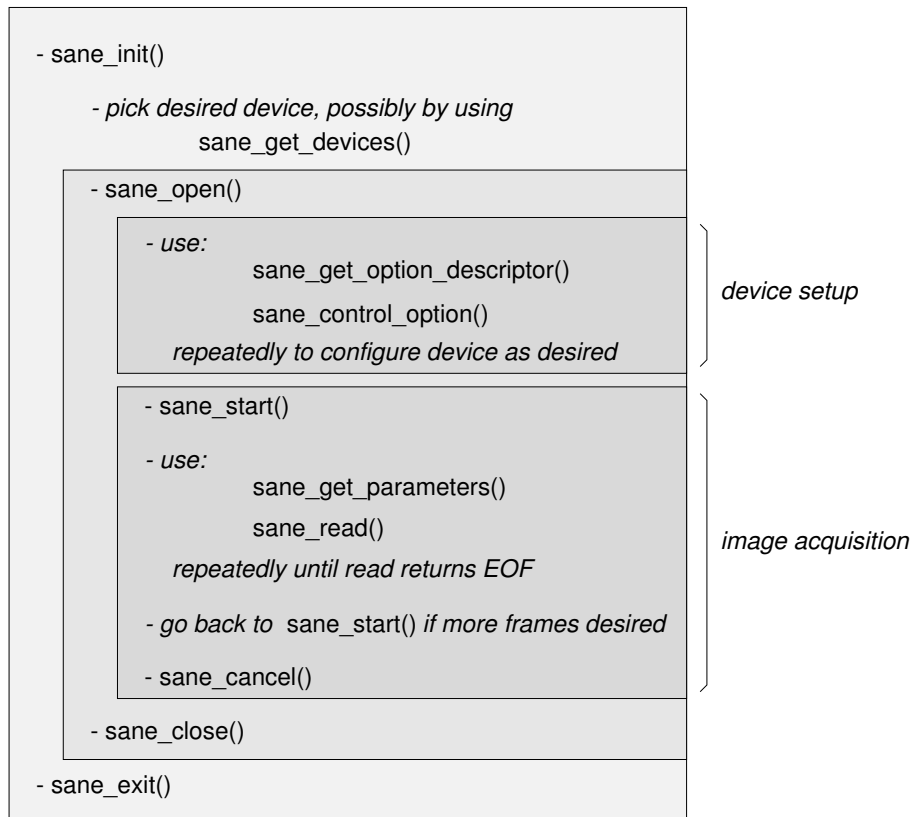 - sane_init()
- pick desired device, possibly by using
sane_get_devices()
- sane_open()
- use:
sane_get_option_descriptor()
sane_control_option()
repeatedly to configure device as desired
device setup
- sane_start()
- use:
sane_get_parameters()
sane_read()
repeatedly until read returns EOF
- go back to sane_start() if more frames desired
- sane_cancel()
image acquisition
- sane_close()
- sane_exit()